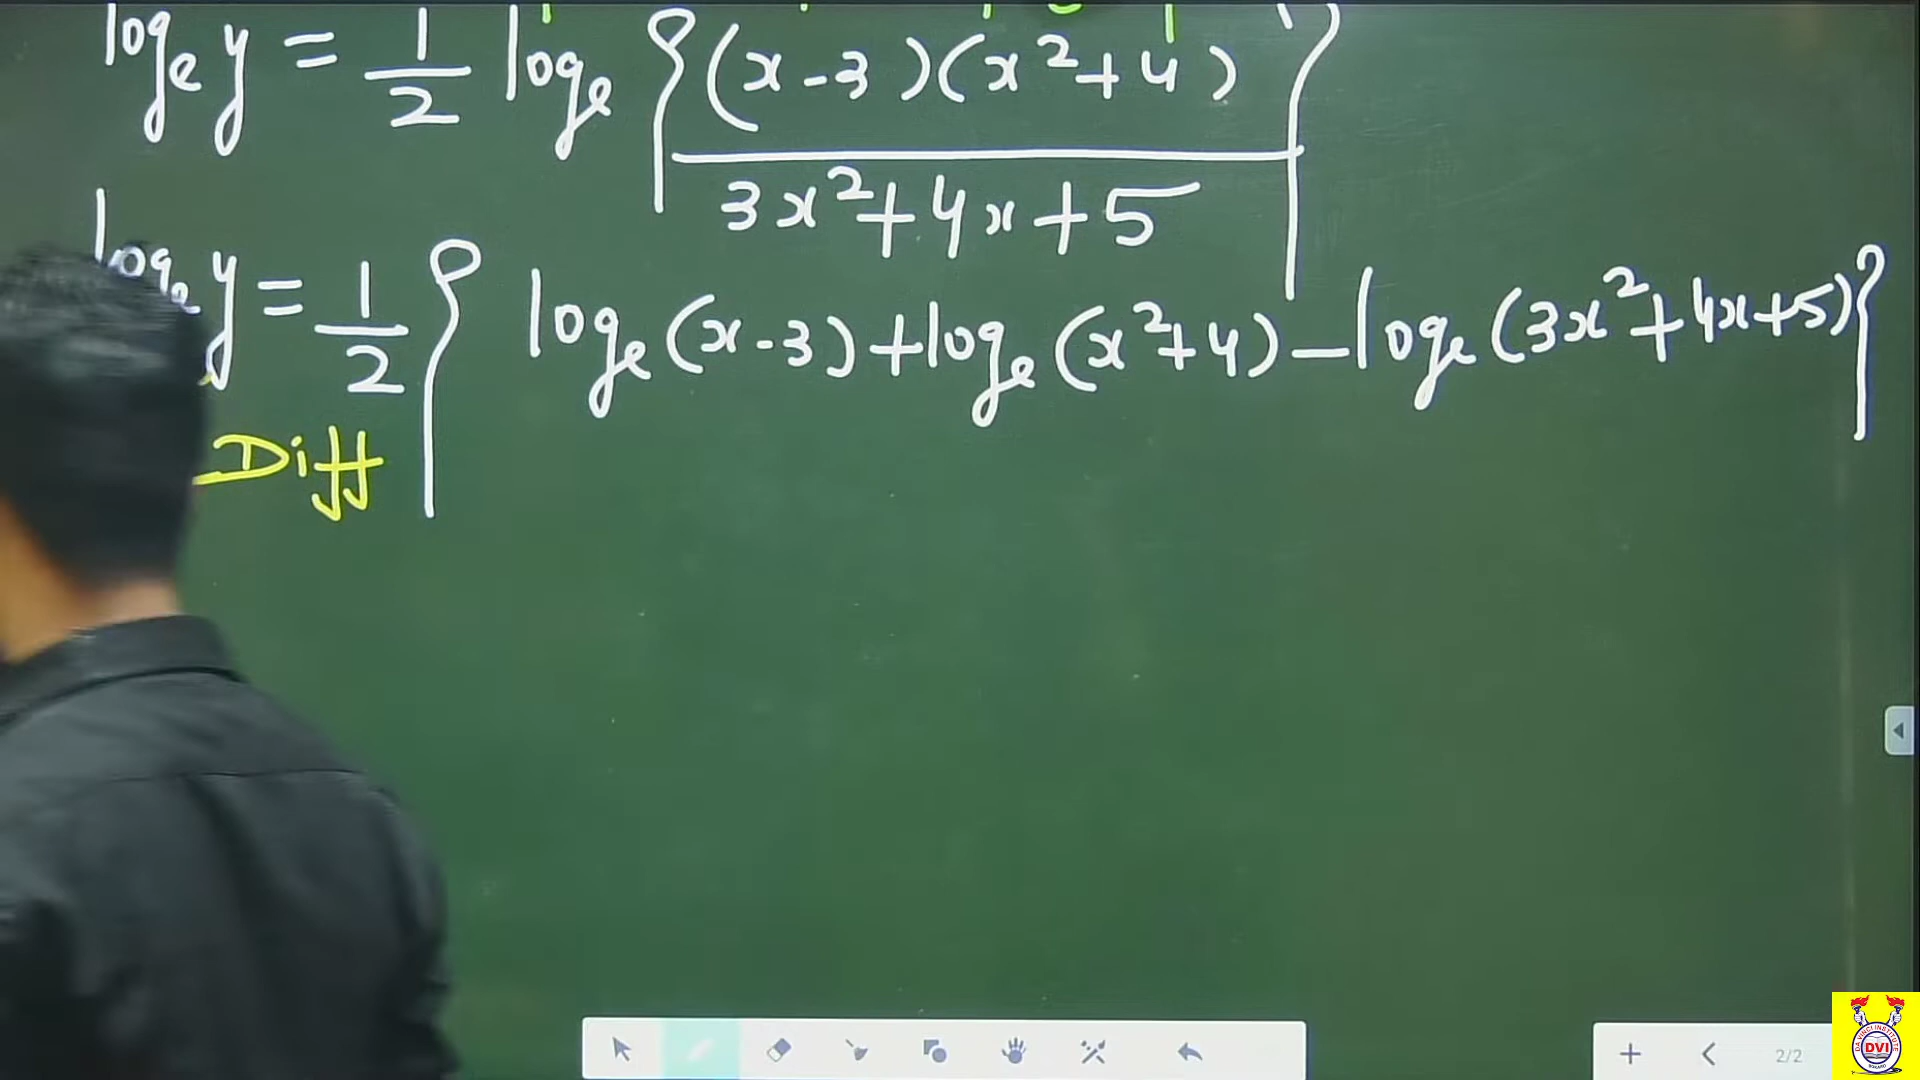 logₑ y = 1/2 logₑ {(x-3)(x²+4) / 3x²+4x+5}
logₑ y = 1/2 { logₑ(x-3)+logₑ(x²+4)-logₑ(3x²+4x+5)}
Diff
2/2
DVI